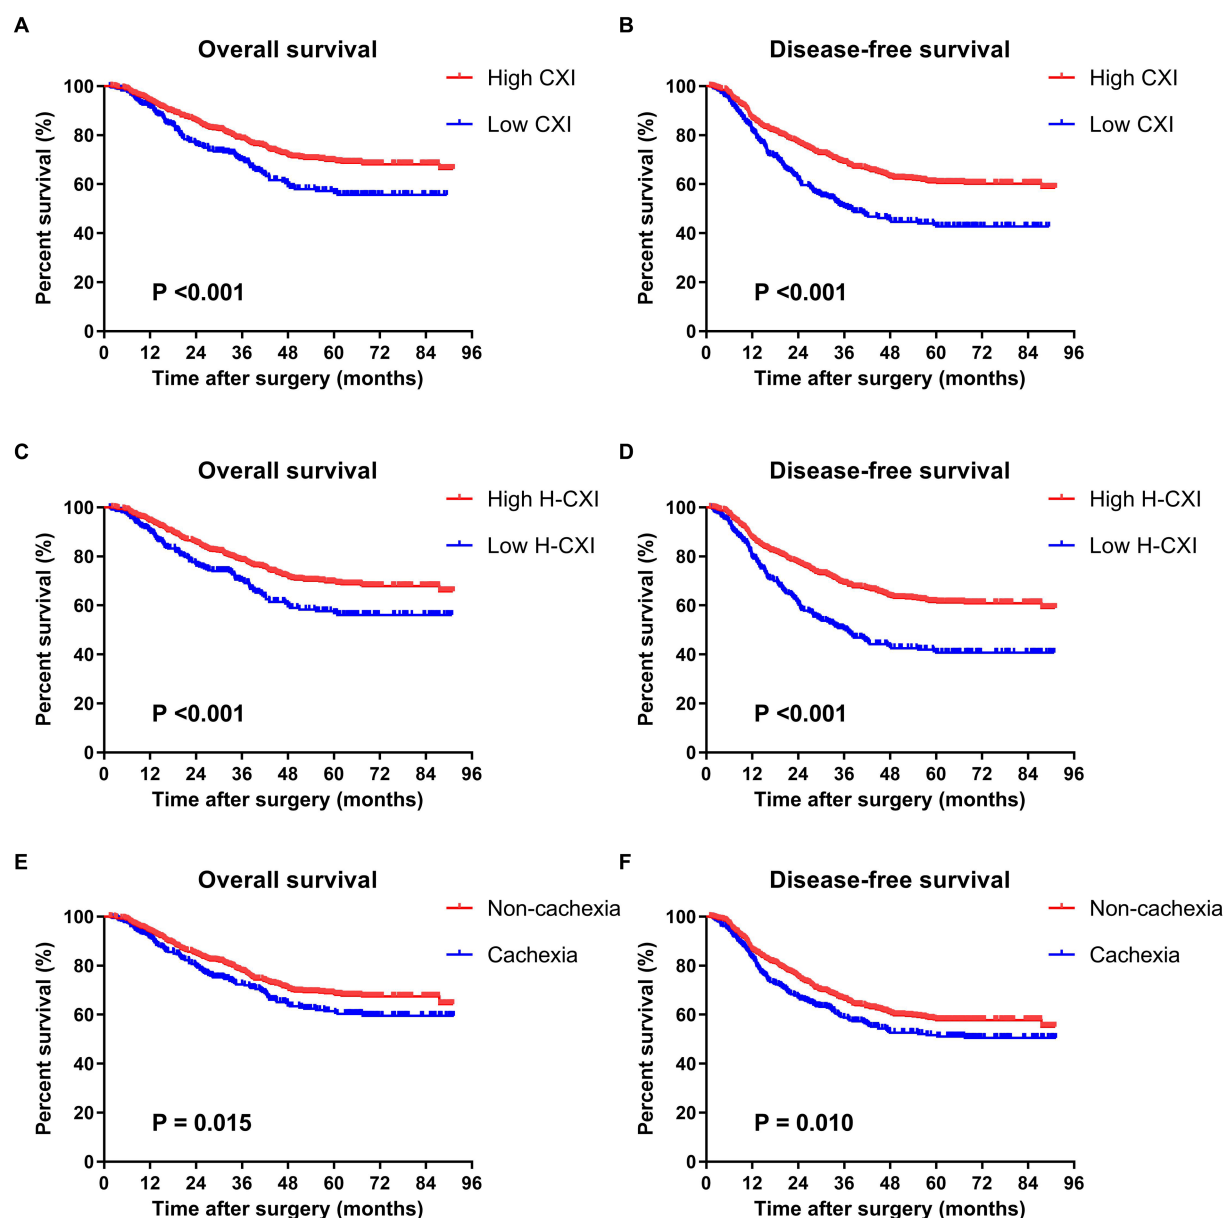 A
Overall survival
High CXI
Low CXI
Percent survival (%)
100
80
60
40
20
0
P <0.001
0 12 24 36 48 60 72 84 96
Time after surgery (months)
B
Disease-free survival
High CXI
Low CXI
Percent survival (%)
100
80
60
40
20
0
P <0.001
0 12 24 36 48 60 72 84 96
Time after surgery (months)
C
Overall survival
High H-CXI
Low H-CXI
Percent survival (%)
100
80
60
40
20
0
P <0.001
0 12 24 36 48 60 72 84 96
Time after surgery (months)
D
Disease-free survival
High H-CXI
Low H-CXI
Percent survival (%)
100
80
60
40
20
0
P <0.001
0 12 24 36 48 60 72 84 96
Time after surgery (months)
E
Overall survival
Non-cachexia
Cachexia
Percent survival (%)
100
80
60
40
20
0
P = 0.015
0 12 24 36 48 60 72 84 96
Time after surgery (months)
F
Disease-free survival
Non-cachexia
Cachexia
Percent survival (%)
100
80
60
40
20
0
P = 0.010
0 12 24 36 48 60 72 84 96
Time after surgery (months)